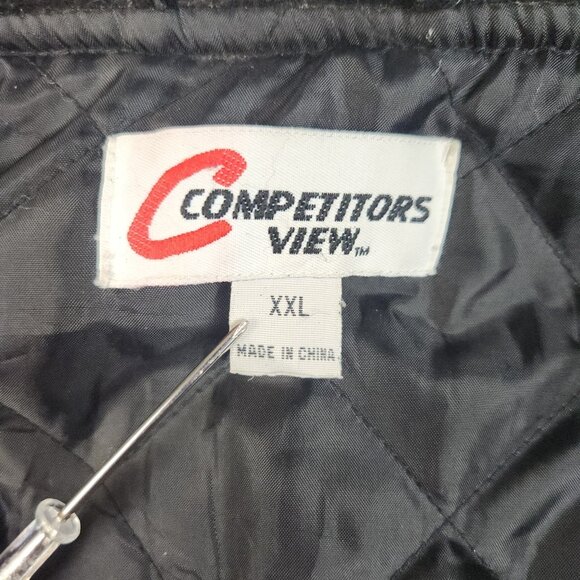 C COMPETITORS
VIEW™
XXL
MADE IN CHINA